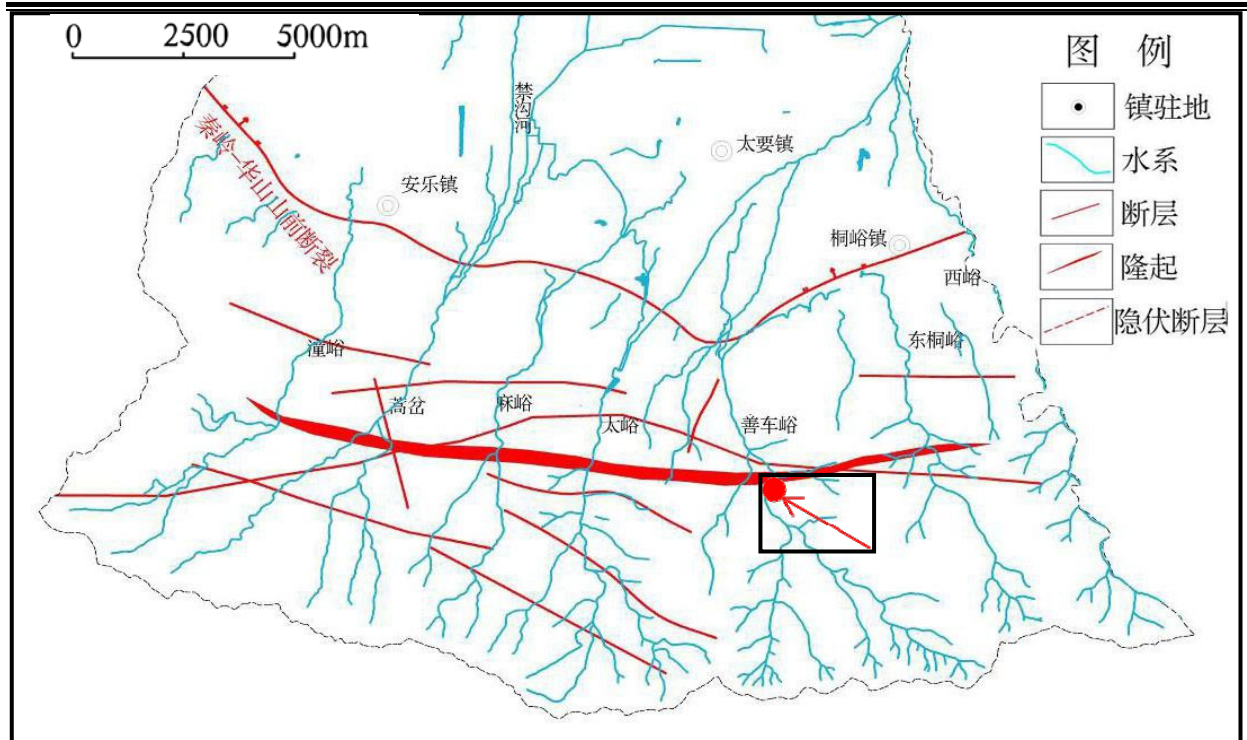 0 2500 5000m
图 例
镇驻地
水系
断层
隆起
隐伏断层
禁沟河
太要镇
安乐镇
秦岭-华山山前断裂
桐峪镇
西峪
潼峪
东桐峪
蒿岔
麻峪
太峪
善车峪